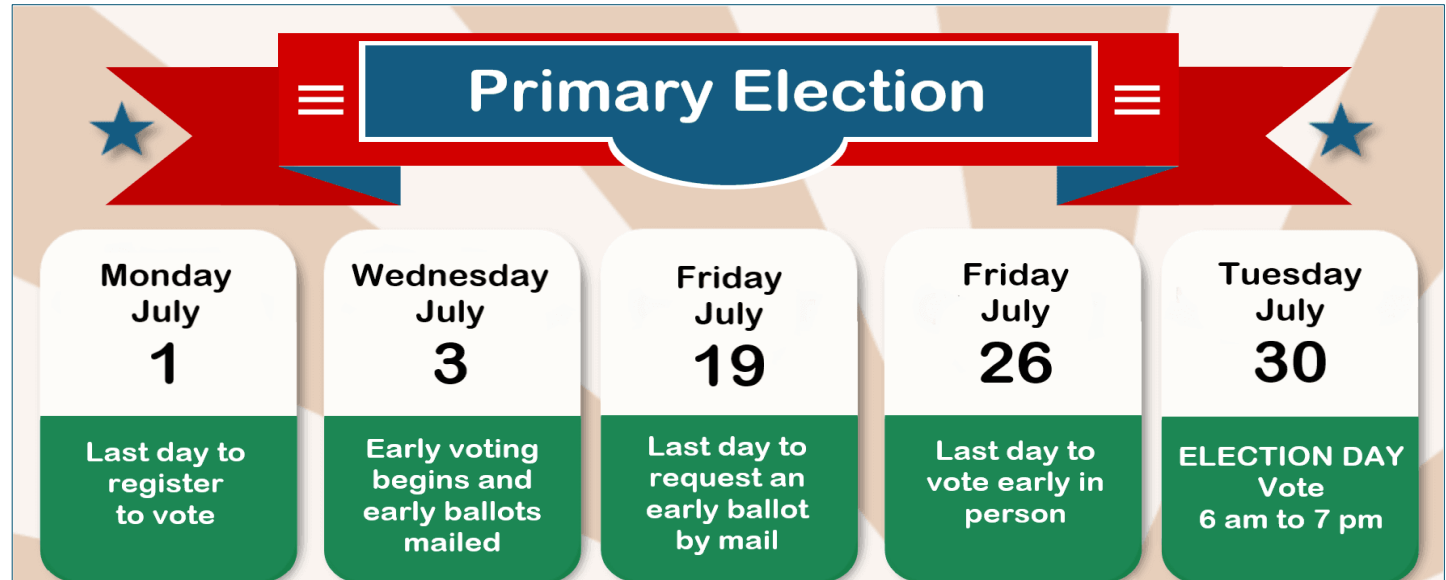 Primary Election
Monday
July
1
Last day to
register
to vote
Wednesday
July
3
Early voting
begins and
early ballots
mailed
Friday
July
19
Last day to
request an
early ballot
by mail
Friday
July
26
Last day to
vote early in
person
Tuesday
July
30
ELECTION DAY
Vote
6 am to 7 pm